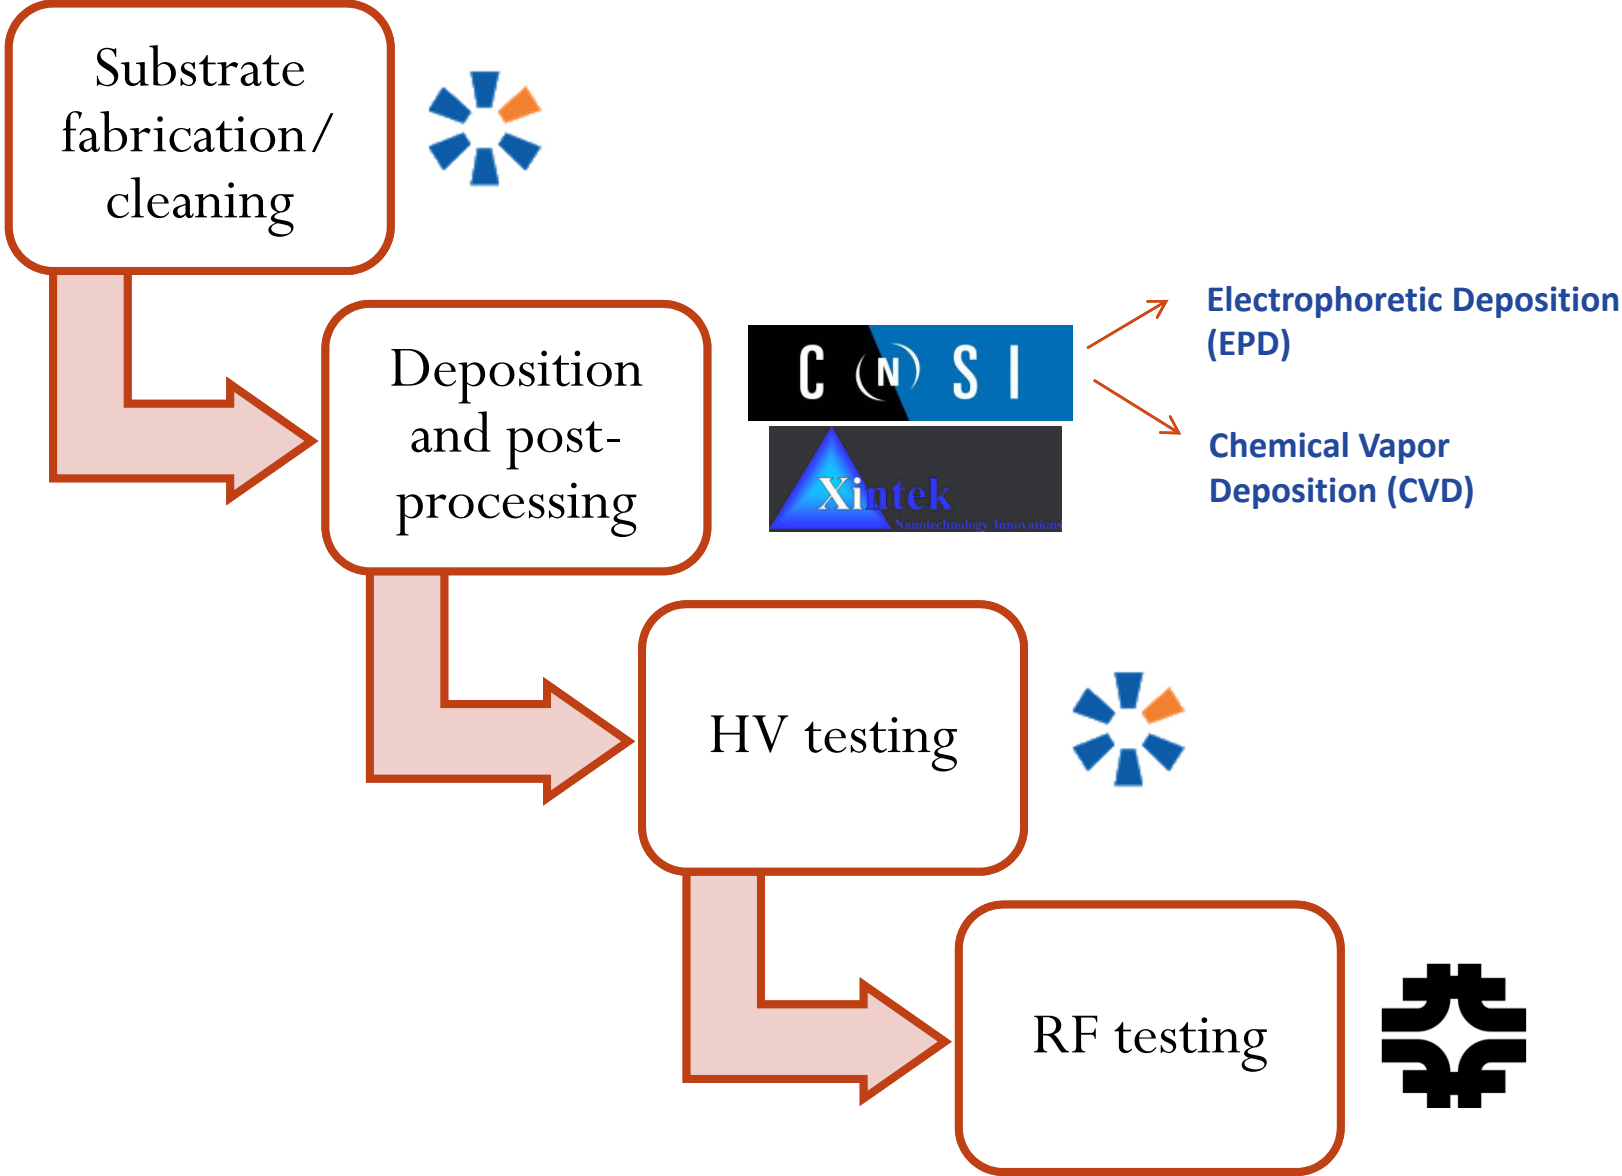 Substrate
fabrication/
cleaning
Deposition
and post-
processing
C N S I
Xintek
Nanotechnology Innovations
Electrophoretic Deposition
(EPD)
Chemical Vapor
Deposition (CVD)
HV testing
RF testing